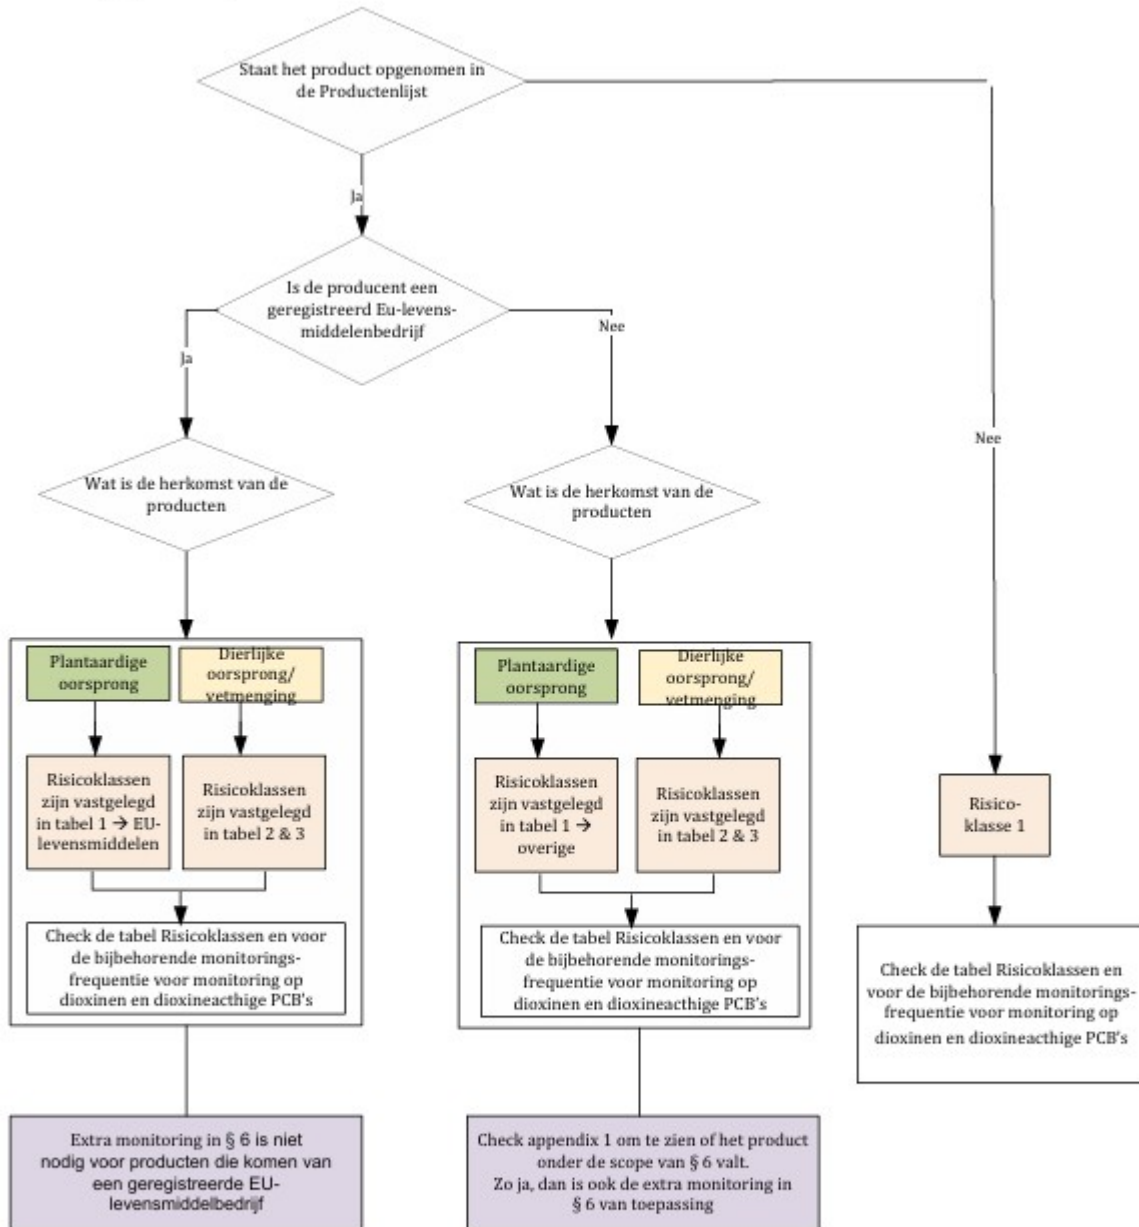 Staat het product opgenomen in
de Productenlijst
Ja
Nee
Is de producent een
geregistreerd Eu-levens-
middelenbedrijf
Ja
Nee
Wat is de herkomst van de
producten
Plantaardige
oorsprong
Dierlijke
oorsprong/
vetmenging
Risicoklassen
zijn vastgelegd
in tabel 1 → EU-
levensmiddelen
Risicoklassen
zijn vastgelegd
in tabel 2 & 3
Check de tabel Risicoklassen en voor
de bijbehorende monitorings-
frequentie voor monitoring op
dioxinen en dioxineacthige PCB's
Extra monitoring in § 6 is niet
nodig voor producten die komen van
een geregistreerde EU-
levensmiddelbedrijf
Wat is de herkomst van de
producten
Plantaardige
oorsprong
Dierlijke
oorsprong/
vetmenging
Risicoklassen
zijn vastgelegd
in tabel 1 →
overige
Risicoklassen
zijn vastgelegd
in tabel 2 & 3
Check de tabel Risicoklassen en voor
de bijbehorende monitorings-
frequentie voor monitoring op
dioxinen en dioxineacthige PCB's
Check appendix 1 om te zien of het product
onder de scope van § 6 valt.
Zo ja, dan is ook de extra monitoring in
§ 6 van toepassing
Risico-
klasse 1
Check de tabel Risicoklassen en
voor de bijbehorende monitorings-
frequentie voor monitoring op
dioxinen en dioxineacthige PCB's